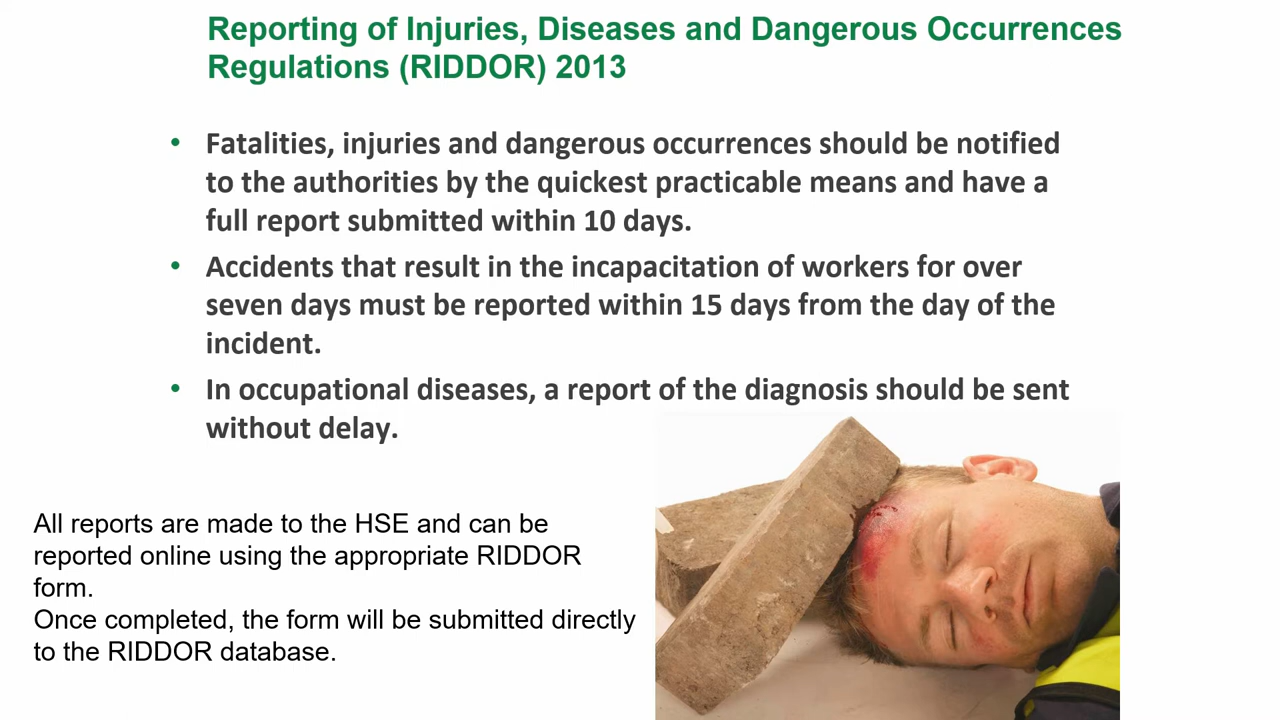 Reporting of Injuries, Diseases and Dangerous Occurrences
Regulations (RIDDOR) 2013
• Fatalities, injuries and dangerous occurrences should be notified
to the authorities by the quickest practicable means and have a
full report submitted within 10 days.
• Accidents that result in the incapacitation of workers for over
seven days must be reported within 15 days from the day of the
incident.
• In occupational diseases, a report of the diagnosis should be sent
without delay.
All reports are made to the HSE and can be
reported online using the appropriate RIDDOR
form.
Once completed, the form will be submitted directly
to the RIDDOR database.